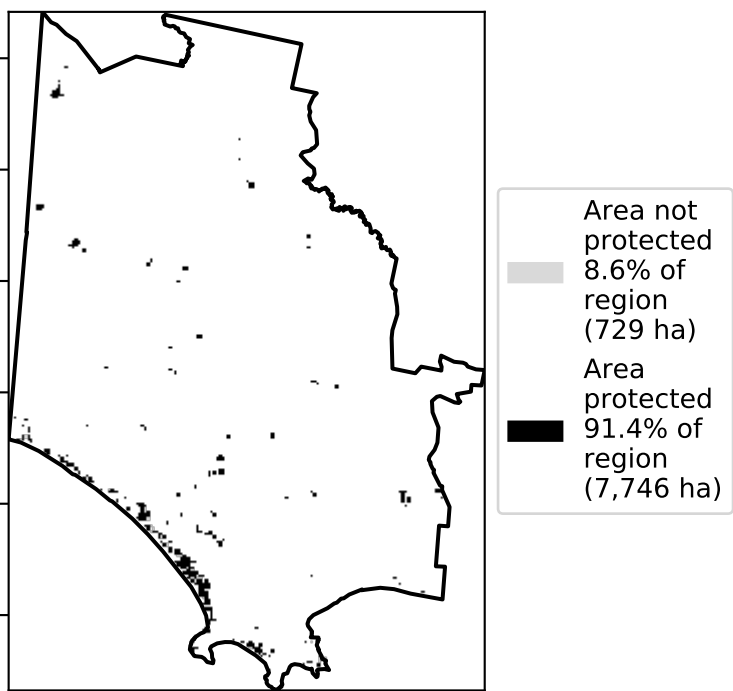 Area not
protected
8.6% of
region
(729 ha)
Area
protected
91.4% of
region
(7,746 ha)